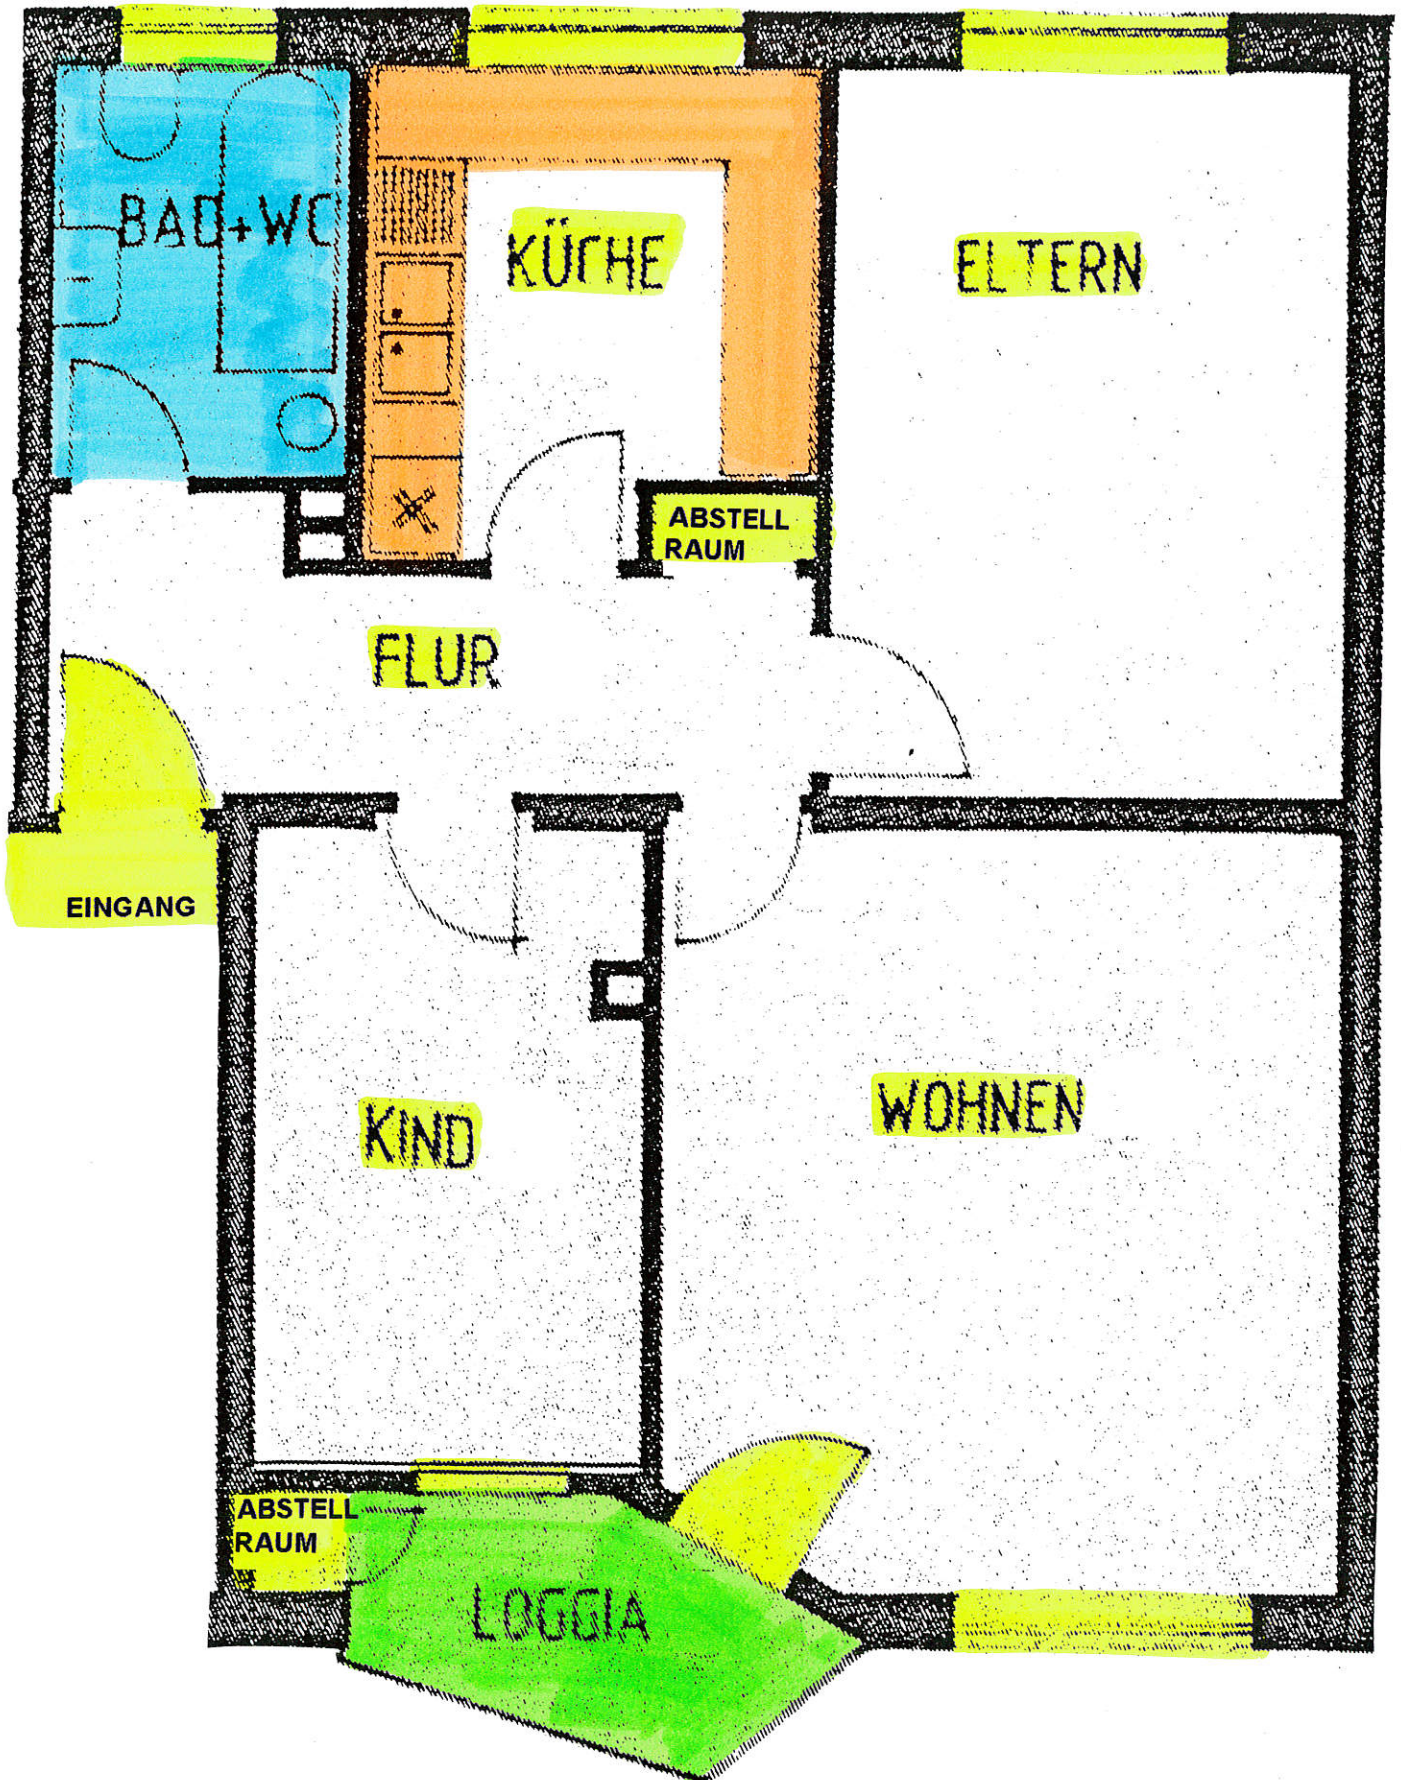 BAD+WC
KÜCHE
ELTERN
ABSTELL
RAUM
FLUR
EINGANG
KIND
WOHNEN
ABSTELL
RAUM
LOGGIA